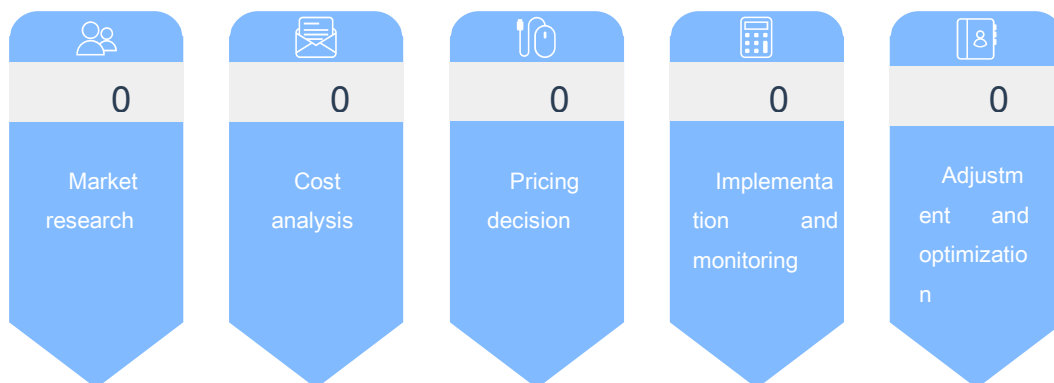 0
Market
research
0
Cost
analysis
0
Pricing
decision
0
Implementa
tion and
monitoring
0
Adjustm
ent and
optimizatio
n